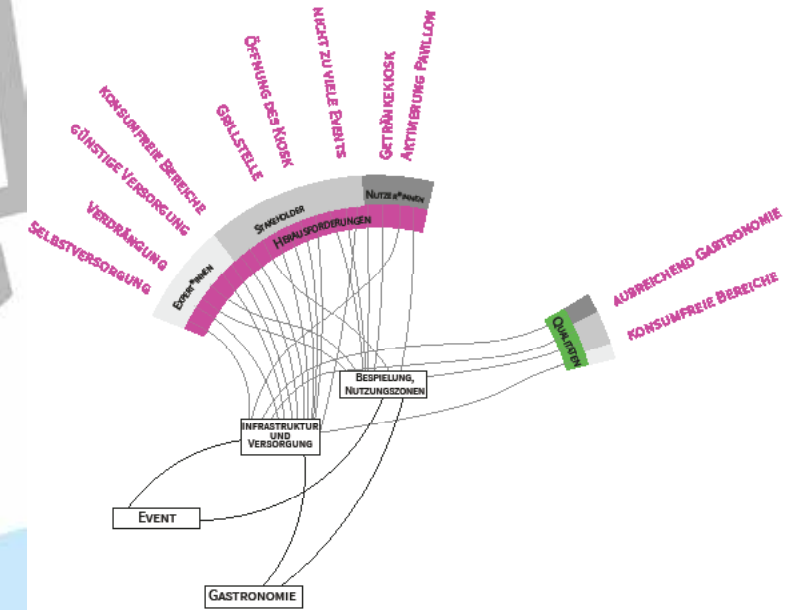 SELBSTVERSORGUNG
VERDRÄNGUNG
GÜNSTIGE VERSORGUNG
KONSUMFREIE BEREICHE
GRILLSTELLE
ÖFFNUNG DES KIOSK
NICHT ZU VIELE EVENTS
GETRÄNKEKIOSK
AKTIVIERUNG PAVILLON
EXPERT*INNEN
STAKEHOLDER
NUTZER*INNEN
HERAUSFORDERUNGEN
QUALITÄTEN
AUSREICHEND GASTRONOMIE
KONSUMFREIE BEREICHE
BESPIELUNG,
NUTZUNGSZONEN
INFRASTRUKTUR
UND
VERSORGUNG
EVENT
GASTRONOMIE